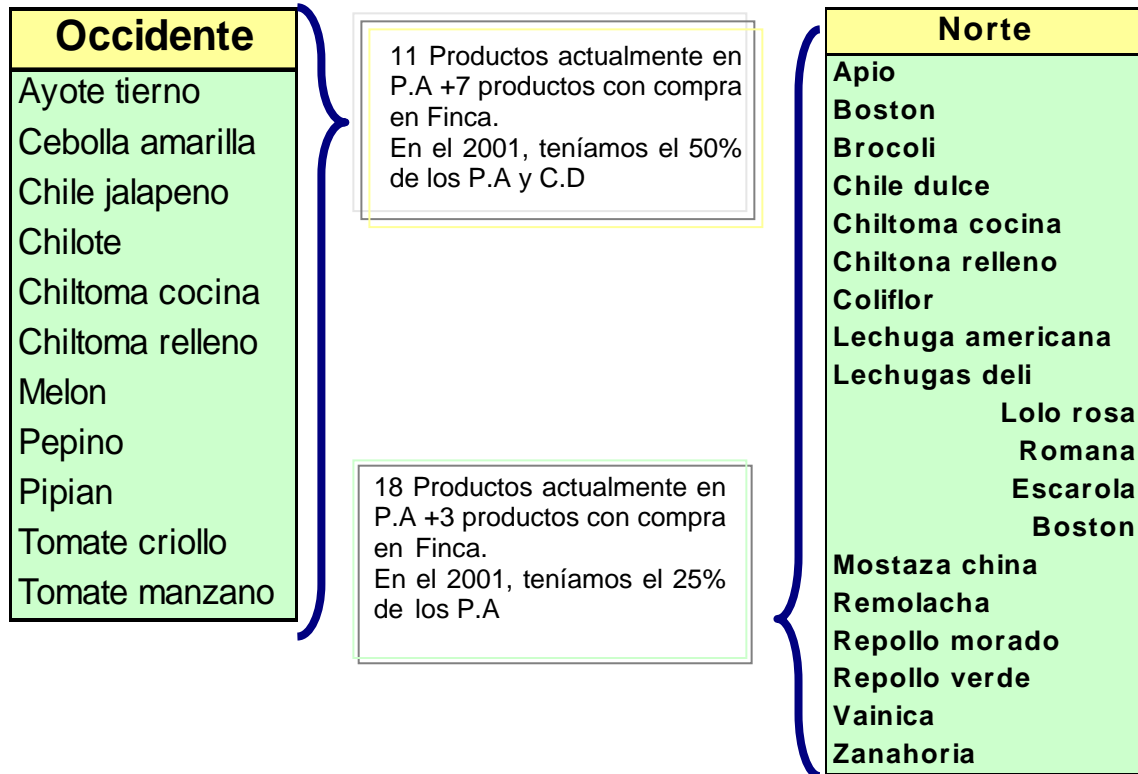 Occidente
Ayote tierno
Cebolla amarilla
Chile jalapeno
Chilote
Chiltoma cocina
Chiltoma relleno
Melon
Pepino
Pipian
Tomate criollo
Tomate manzano
11 Productos actualmente en
P.A +7 productos con compra
en Finca.
En el 2001, teníamos el 50%
de los P.A y C.D
18 Productos actualmente en
P.A +3 productos con compra
en Finca.
En el 2001, teníamos el 25%
de los P.A
Norte
Apio
Boston
Brocoli
Chile dulce
Chiltoma cocina
Chiltona relleno
Coliflor
Lechuga americana
Lechugas deli
Lolo rosa
Romana
Escarola
Boston
Mostaza china
Remolacha
Repollo morado
Repollo verde
Vainica
Zanahoria